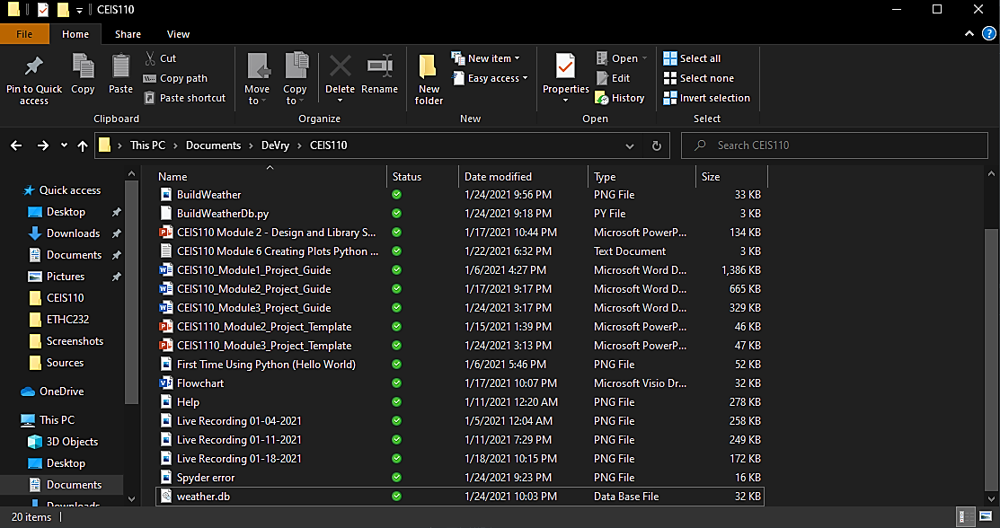 CEIS110
File Home Share View
Pin to Quick access
Copy
Paste
Cut
Copy path
Paste shortcut
Clipboard
Move to
Copy to
Delete
Rename
Organize
New folder
New item
Easy access
New
Properties
Open
Edit
History
Open
Select all
Select none
Invert selection
Select
This PC > Documents > DeVry > CEIS110
Search CEIS110
Quick access
Desktop
Downloads
Documents
Pictures
CEIS110
ETHC232
Screenshots
Sources
OneDrive
This PC
3D Objects
Desktop
Documents
Downloads
Name Status Date modified Type Size
BuildWeather 1/24/2021 9:56 PM PNG File 33 KB
BuildWeatherDb.py 1/24/2021 9:18 PM PY File 3 KB
CEIS110 Module 2 - Design and Library S... 1/17/2021 10:44 PM Microsoft PowerP... 134 KB
CEIS110 Module 6 Creating Plots Python ... 1/22/2021 6:32 PM Text Document 3 KB
CEIS110_Module1_Project_Guide 1/6/2021 4:27 PM Microsoft Word D... 1,386 KB
CEIS110_Module2_Project_Guide 1/17/2021 9:17 PM Microsoft Word D... 665 KB
CEIS110_Module3_Project_Guide 1/24/2021 3:17 PM Microsoft Word D... 329 KB
CEIS1110_Module2_Project_Template 1/15/2021 1:39 PM Microsoft PowerP... 46 KB
CEIS1110_Module3_Project_Template 1/24/2021 3:13 PM Microsoft PowerP... 47 KB
First Time Using Python (Hello World) 1/6/2021 5:46 PM PNG File 52 KB
Flowchart 1/17/2021 10:07 PM Microsoft Visio Dr... 32 KB
Help 1/11/2021 12:20 AM PNG File 278 KB
Live Recording 01-04-2021 1/5/2021 12:04 AM PNG File 258 KB
Live Recording 01-11-2021 1/11/2021 7:29 PM PNG File 249 KB
Live Recording 01-18-2021 1/18/2021 10:15 PM PNG File 172 KB
Spyder error 1/24/2021 9:23 PM PNG File 16 KB
weather.db 1/24/2021 10:03 PM Data Base File 32 KB
20 items